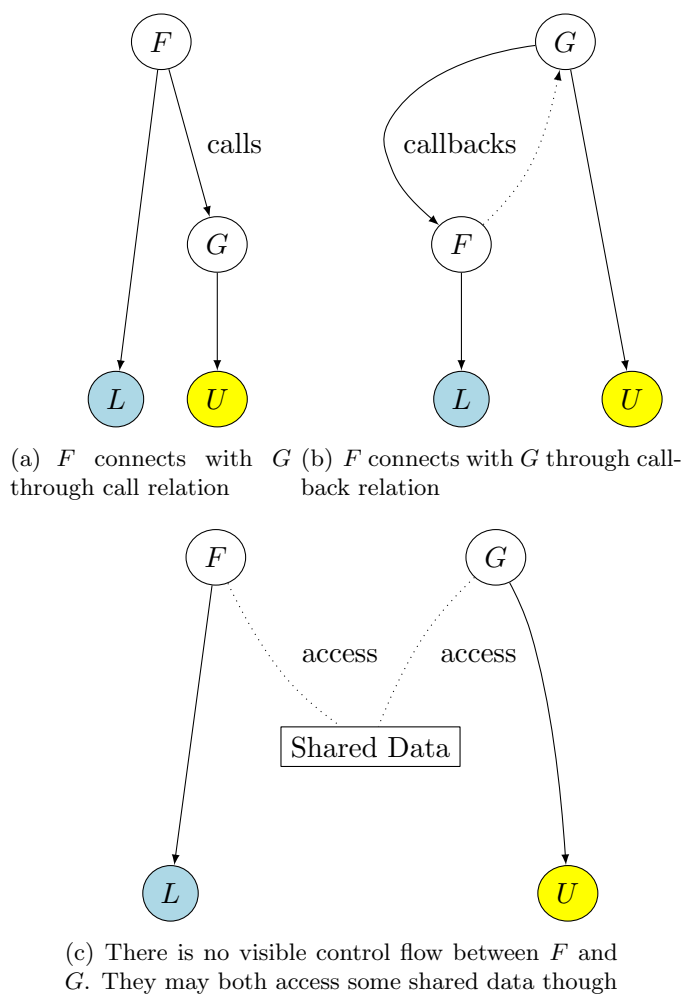 F
G
calls
callbacks
G
F
L
U
L
U
(a) F connects with G
through call relation
(b) F connects with G through call-
back relation
F
G
access
access
Shared Data
L
U
(c) There is no visible control flow between F and
G. They may both access some shared data though